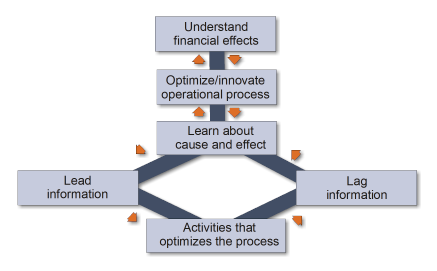 Understand
financial effects
Optimize/innovate
operational process
Learn about
cause and effect
Lead
information
Lag
information
Activities that
optimizes the process